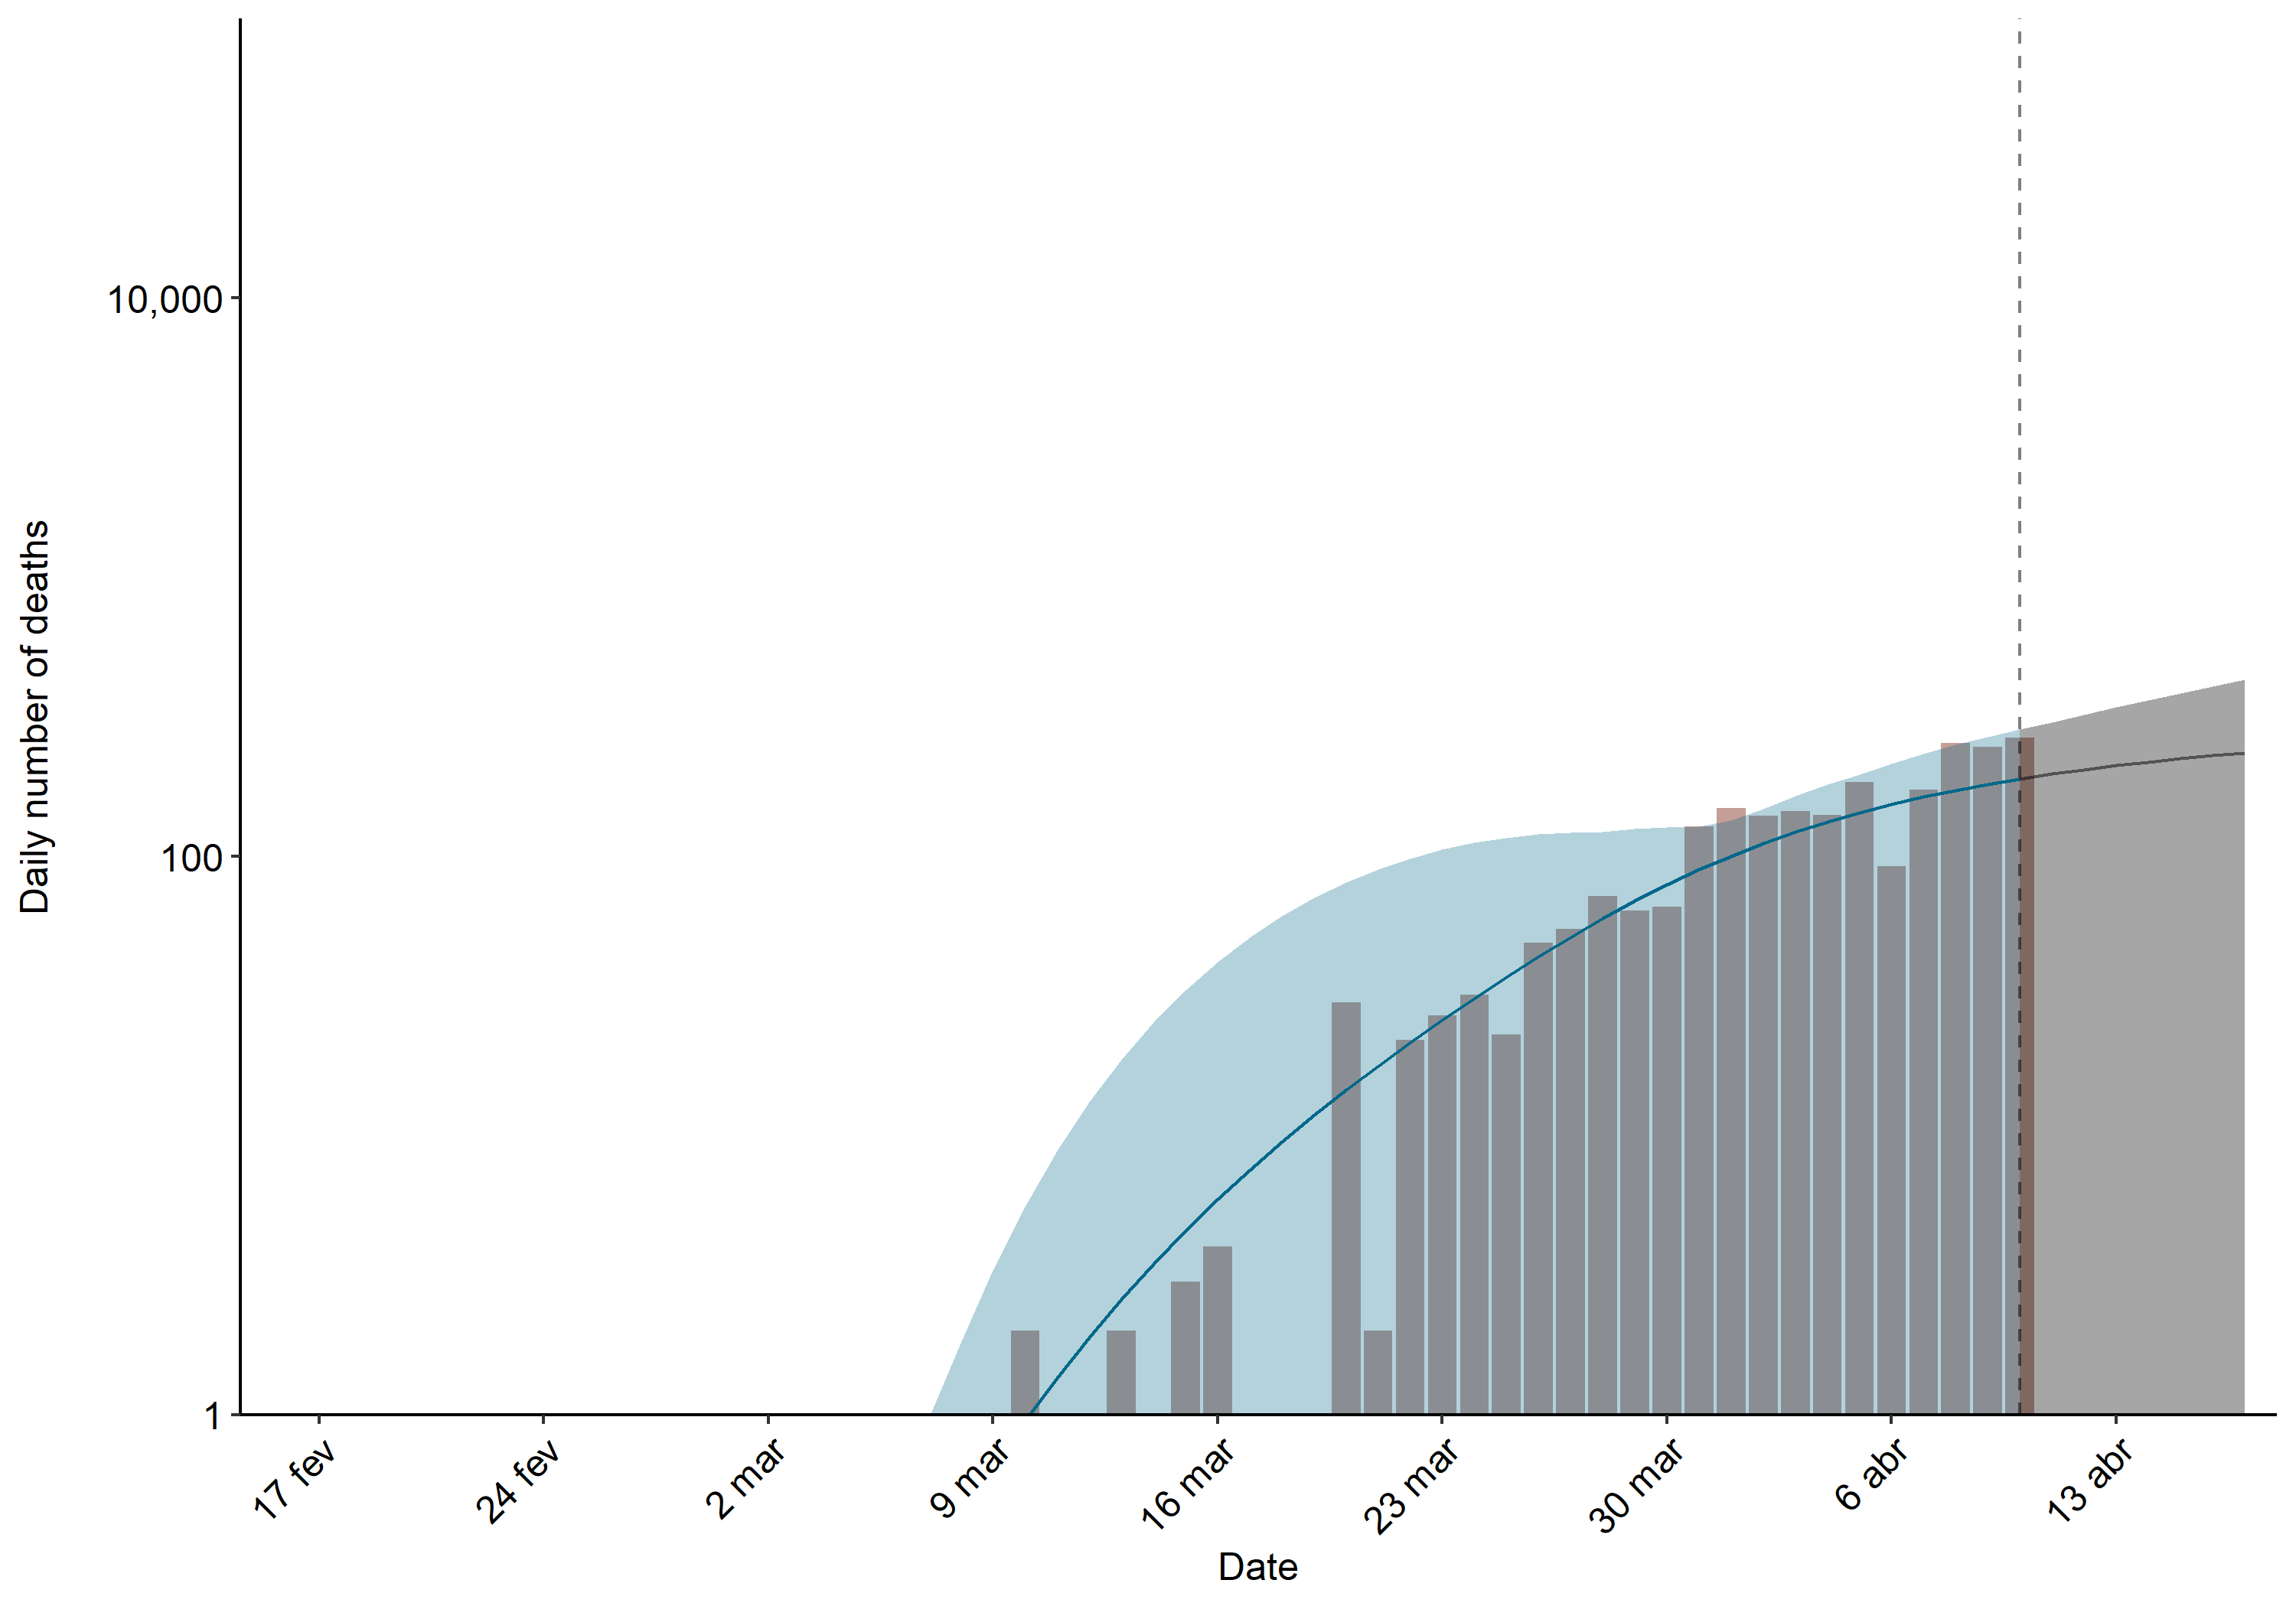 Daily number of deaths
10,000
100
1
17 fev
24 fev
2 mar
9 mar
16 mar
23 mar
30 mar
6 abr
13 abr
Date